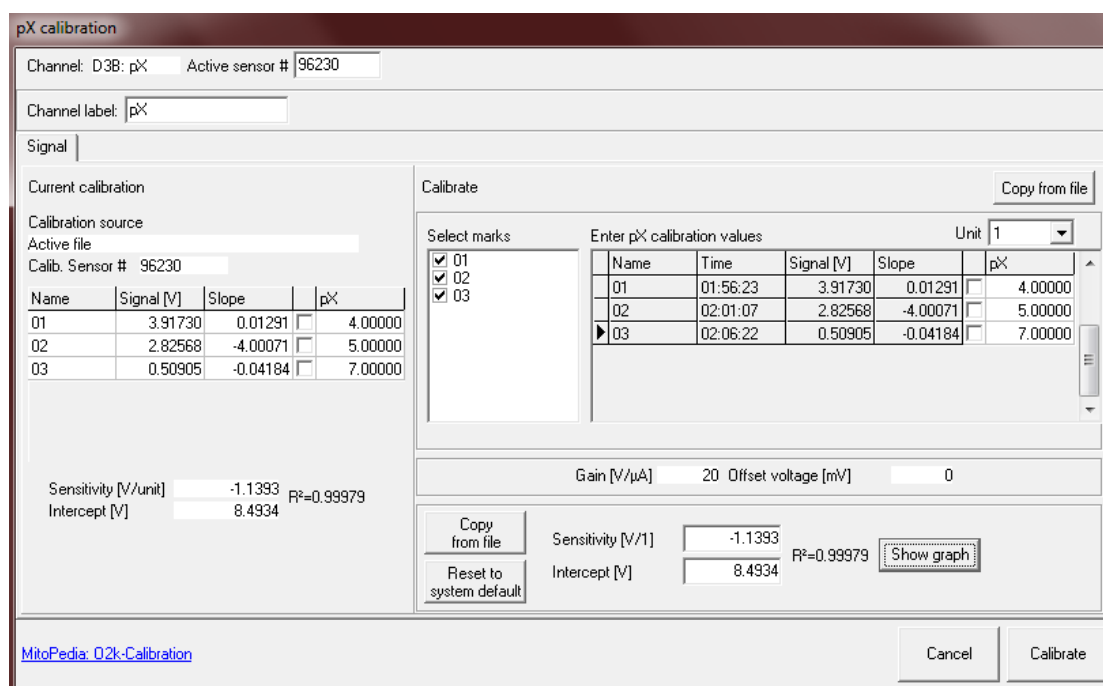 pX calibration
Channel: D3B: pX Active sensor # 96230
Channel label: pX
Signal
Current calibration
Calibration source
Active file
Calib. Sensor # 96230
Name Signal [V] Slope pX
01 3.91730 0.01291 4.00000
02 2.82568 -4.00071 5.00000
03 0.50905 -0.04184 7.00000
Sensitivity [V/unit] -1.1393 R²=0.99979
Intercept [V] 8.4934
Calibrate Copy from file
Select marks
01
02
03
Enter pX calibration values Unit 1
Name Time Signal [V] Slope pX
01 01:56:23 3.91730 0.01291 4.00000
02 02:01:07 2.82568 -4.00071 5.00000
03 02:06:22 0.50905 -0.04184 7.00000
Gain [V/µA] 20 Offset voltage [mV] 0
Copy
from file
Reset to
system default
Sensitivity [V/1] -1.1393 R²=0.99979 Show graph
Intercept [V] 8.4934
MitoPedia: O2k-Calibration Cancel Calibrate